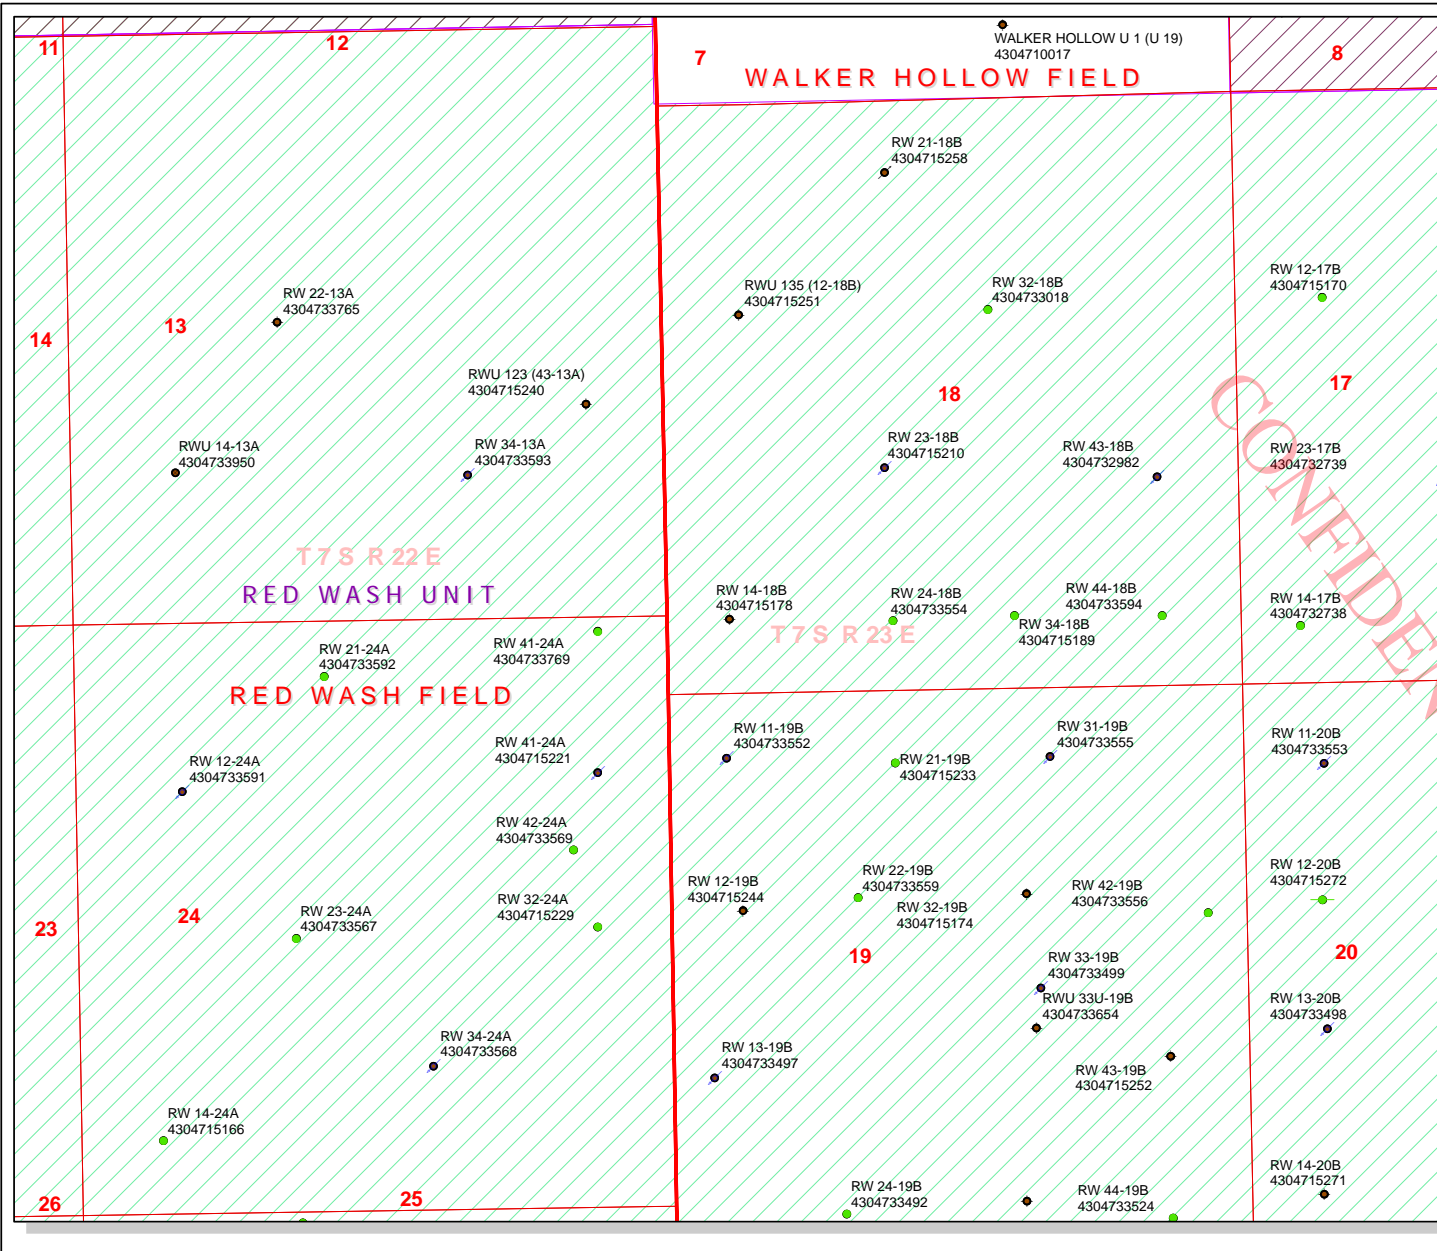 11
12
7
WALKER HOLLOW U 1 (U 19)
4304710017
8
WALKER HOLLOW FIELD
RW 21-18B
4304715258
RW 22-13A
4304733765
13
14
RWU 135 (12-18B)
4304715251
RW 32-18B
4304733018
RW 12-17B
4304715170
RWU 123 (43-13A)
4304715240
18
17
RWU 14-13A
4304733950
RW 34-13A
4304733593
RW 23-18B
4304715210
RW 43-18B
4304732982
RW 23-17B
4304732739
CONFIDEN
T 7 S R 22 E
RED WASH UNIT
RW 14-18B
4304715178
RW 24-18B
4304733554
RW 44-18B
4304733594
RW 34-18B
4304715189
RW 14-17B
4304732738
T 7 S R 23 E
RW 21-24A
4304733592
RW 41-24A
4304733769
RED WASH FIELD
RW 12-24A
4304733591
RW 41-24A
4304715221
RW 11-19B
4304733552
RW 21-19B
4304715233
RW 31-19B
4304733555
RW 11-20B
4304733553
RW 42-24A
4304733569
RW 12-19B
4304715244
RW 22-19B
4304733559
RW 32-19B
4304715174
RW 42-19B
4304733556
RW 12-20B
4304715272
RW 32-24A
4304715229
23
24
RW 23-24A
4304733567
19
20
RW 33-19B
4304733499
RWU 33U-19B
4304733654
RW 13-20B
4304733498
RW 34-24A
4304733568
RW 13-19B
4304733497
RW 43-19B
4304715252
RW 14-24A
4304715166
26
25
RW 24-19B
4304733492
RW 44-19B
4304733524
RW 14-20B
4304715271